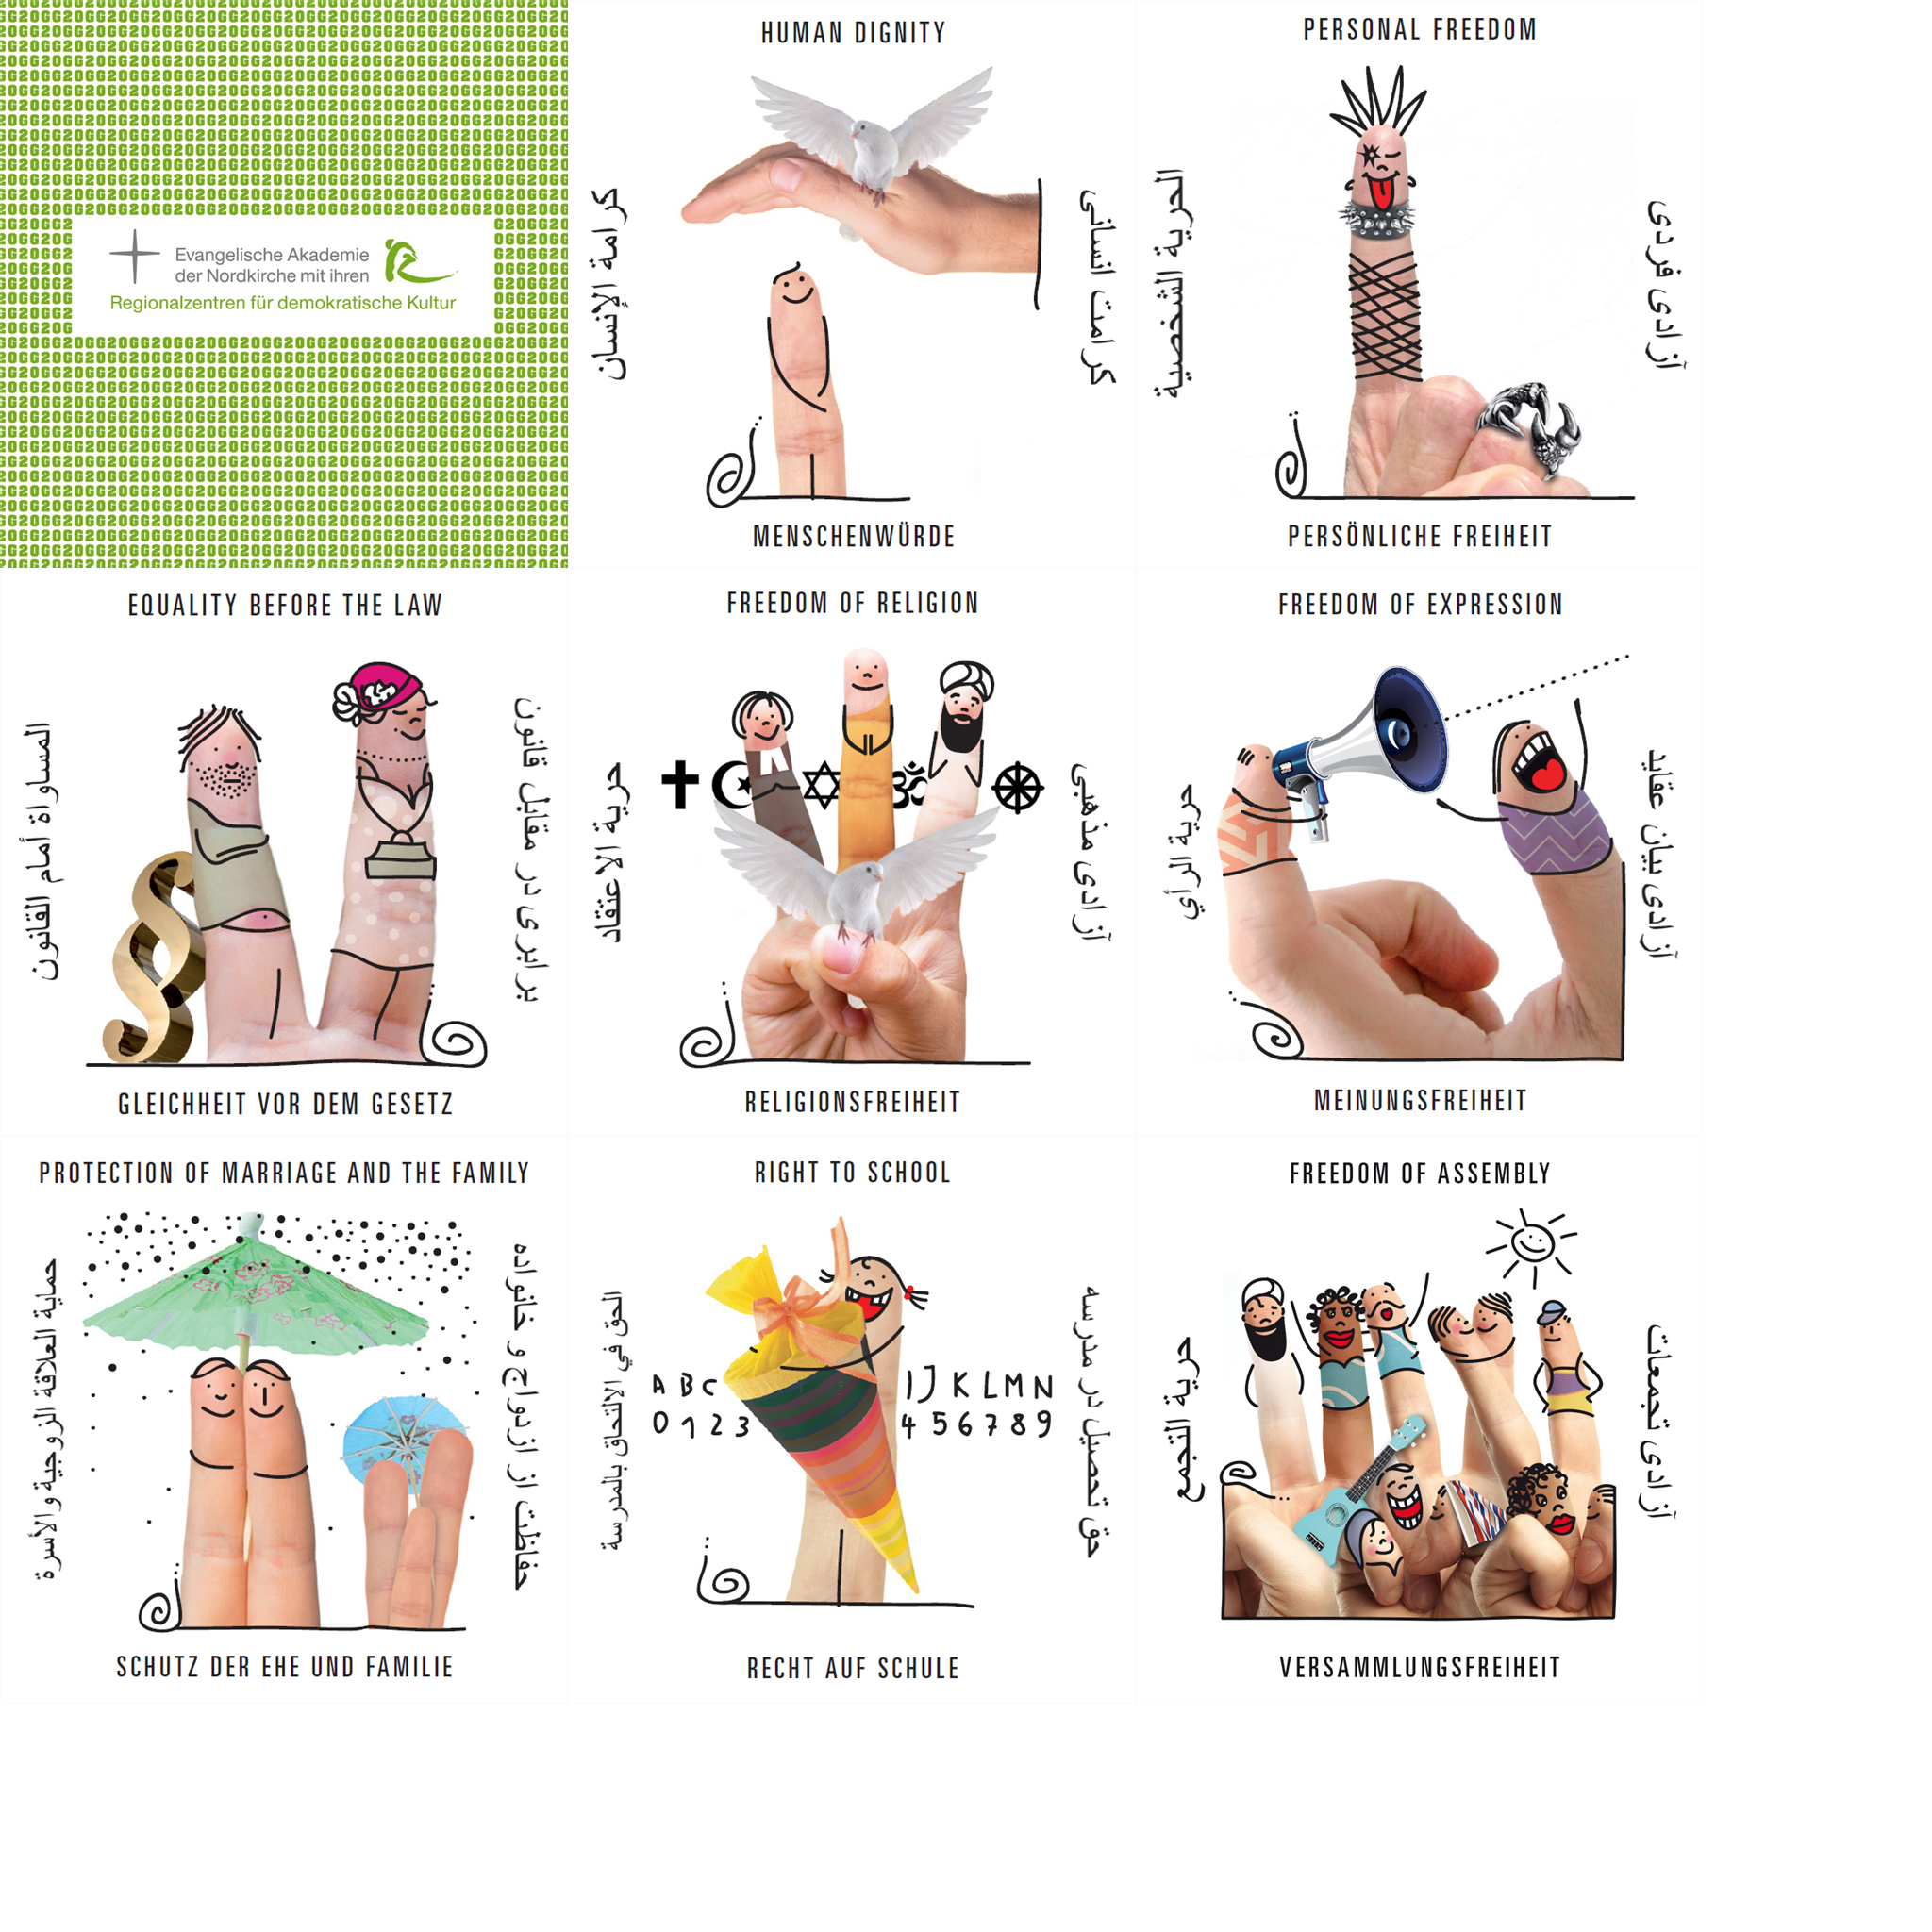 Evangelische Akademie
der Nordkirche mit ihren
Regionalzentren für demokratische Kultur
HUMAN DIGNITY
كرامة الإنسان
كرامت انسانی
MENSCHENWÜRDE
PERSONAL FREEDOM
الحرية الشخصية
آزادی فردی
PERSÖNLICHE FREIHEIT
EQUALITY BEFORE THE LAW
المساواة أمام القانون
برابری در مقابل قانون
GLEICHHEIT VOR DEM GESETZ
FREEDOM OF RELIGION
حرية الاعتقاد
آزادی مذهبی
RELIGIONSFREIHEIT
FREEDOM OF EXPRESSION
حرية الرأي
آزادی بیان عقاید
MEINUNGSFREIHEIT
PROTECTION OF MARRIAGE AND THE FAMILY
حماية العلاقة الزوجية والأسرة
حفاظت از ازدواج و خانواده
SCHUTZ DER EHE UND FAMILIE
RIGHT TO SCHOOL
الحق في الالتحاق بالمدرسة
A B C IJ K L M N
0 1 2 3 4 5 6 7 8 9
حق تحصیل در مدرسه
RECHT AUF SCHULE
FREEDOM OF ASSEMBLY
حرية التجمع
آزادی تجمعات
VERSAMMLUNGSFREIHEIT